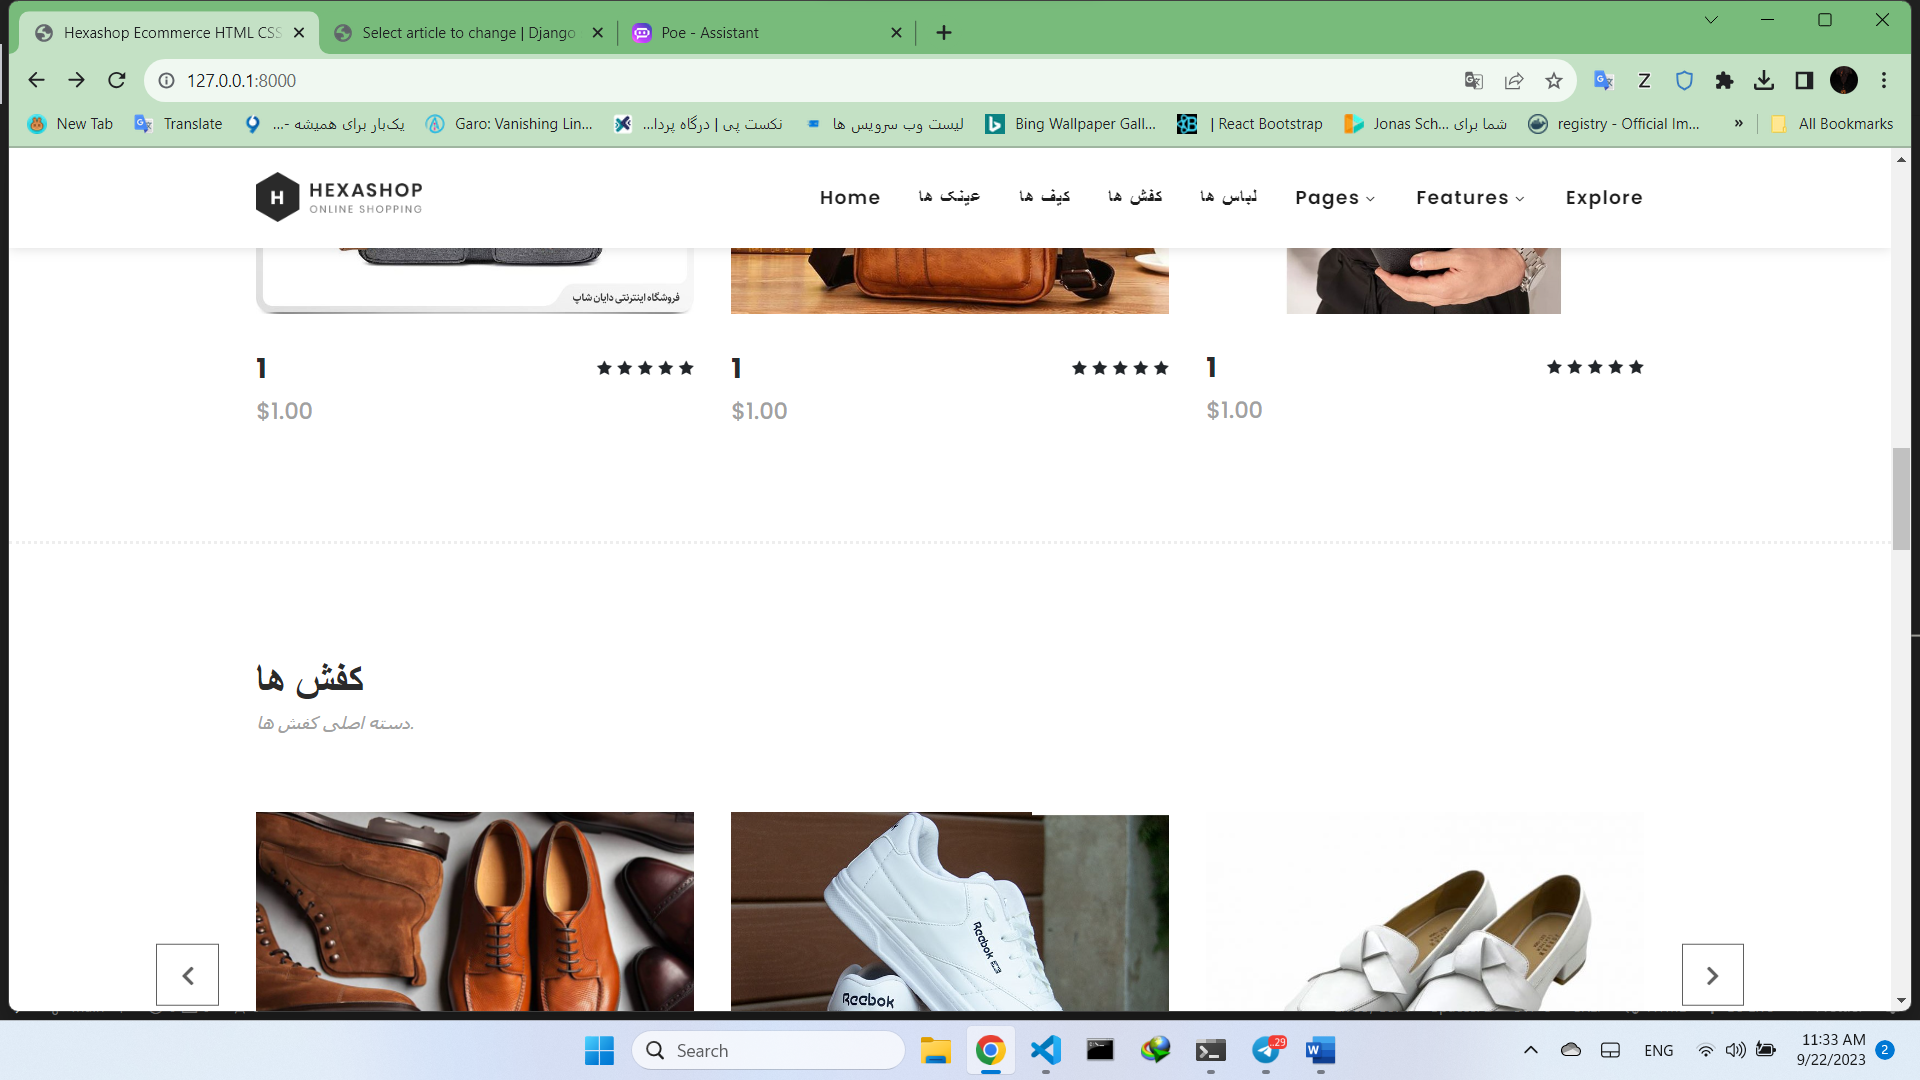 Hexashop Ecommerce HTML CSS
Select article to change | Django
Poe - Assistant
127.0.0.1:8000
New Tab
Translate
یک‌بار برای همیشه -...
Garo: Vanishing Lin...
نکست پی | درگاه پردا...
لیست وب سرویس ها
Bing Wallpaper Gall...
| React Bootstrap
شما برای ...Jonas Sch
registry - Official Im...
»
All Bookmarks
H
HEXASHOP
ONLINE SHOPPING
Home
عینک ها
کیف ها
کفش ها
لباس ها
Pages
Features
Explore
فروشگاه اینترنتی دایان شاپ
1
$1.00
1
$1.00
1
$1.00
کفش ها
دسته اصلی کفش ها.
Reebok
Reebok
Search
..29
ENG
11:33 AM
9/22/2023
2